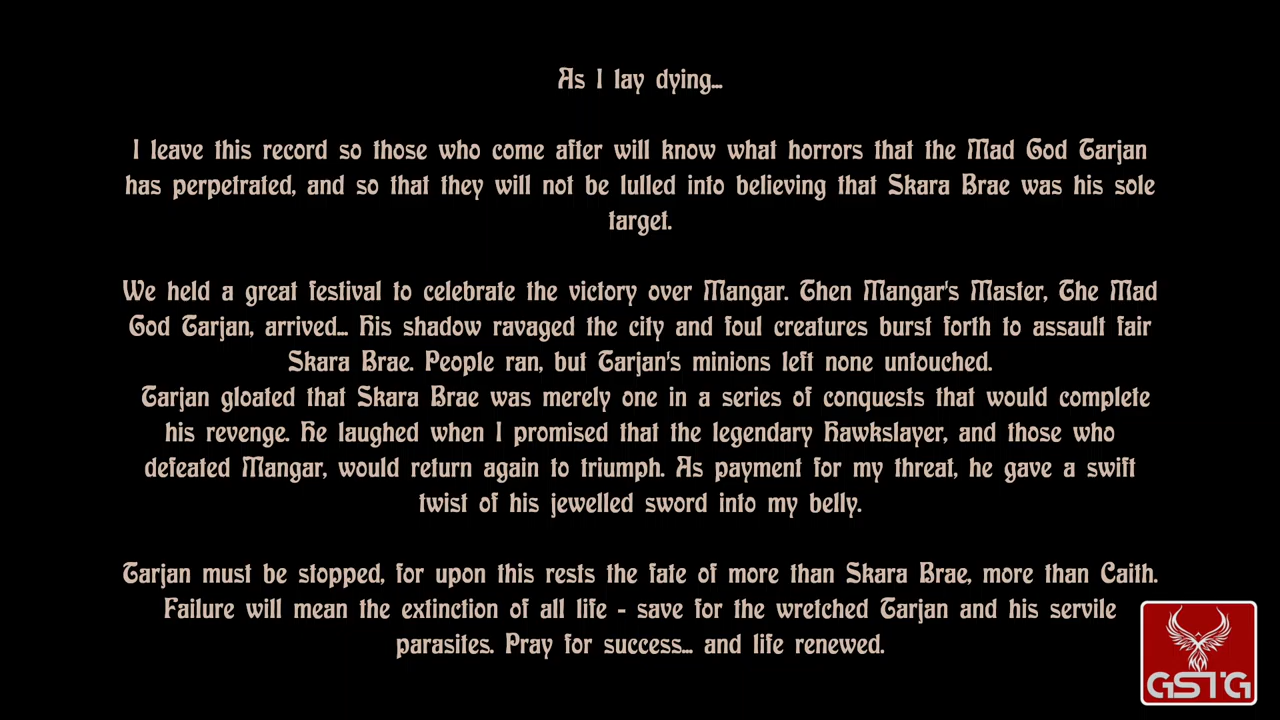 As I lay dying...
I leave this record so those who come after will know what horrors that the Mad God Tarjan
has perpetrated, and so that they will not be lulled into believing that Skara Brae was his sole
target.
We held a great festival to celebrate the victory over Mangar. Then Mangar's Master, The Mad
God Tarjan, arrived... His shadow ravaged the city and foul creatures burst forth to assault fair
Skara Brae. People ran, but Tarjan's minions left none untouched.
Tarjan gloated that Skara Brae was merely one in a series of conquests that would complete
his revenge. He laughed when I promised that the legendary Hawkslayer, and those who
defeated Mangar, would return again to triumph. As payment for my threat, he gave a swift
twist of his jewelled sword into my belly.
Tarjan must be stopped, for upon this rests the fate of more than Skara Brae, more than Caith.
Failure will mean the extinction of all life - save for the wretched Tarjan and his servile
parasites. Pray for success... and life renewed.
GSTG